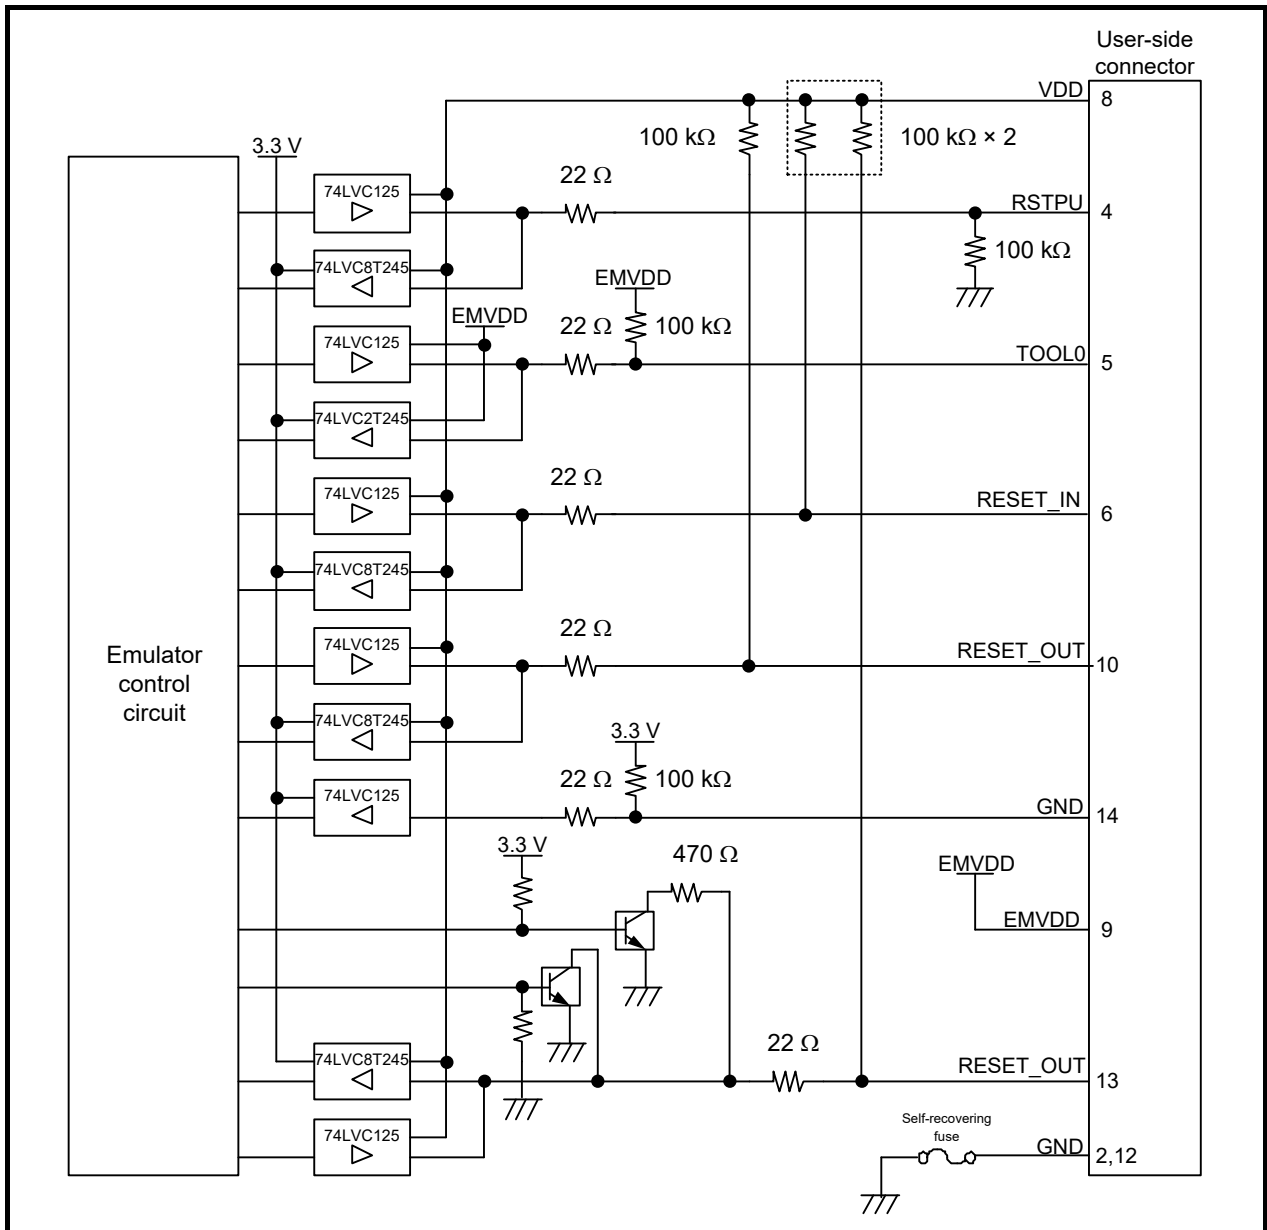 User-side
connector
VDD
8
100 kΩ
100 kΩ × 2
3.3 V
74LVC125
22 Ω
RSTPU
4
100 kΩ
74LVC8T245
EMVDD
EMVDD
74LVC125
22 Ω
100 kΩ
TOOL0
5
74LVC2T245
74LVC125
22 Ω
RESET_IN
6
74LVC8T245
Emulator
control
circuit
74LVC125
22 Ω
RESET_OUT
10
74LVC8T245
3.3 V
74LVC125
22 Ω
100 kΩ
GND
14
3.3 V
470 Ω
EMVDD
EMVDD
9
74LVC8T245
22 Ω
RESET_OUT
13
74LVC125
Self-recovering
fuse
GND
2,12